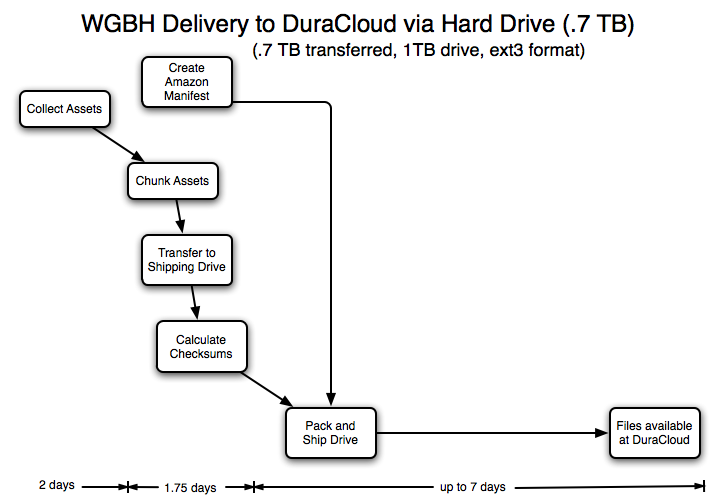 WGBH Delivery to DuraCloud via Hard Drive (.7 TB)
(.7 TB transferred, 1TB drive, ext3 format)
Create
Amazon
Manifest
Collect Assets
Chunk Assets
Transfer to
Shipping Drive
Calculate
Checksums
Pack and
Ship Drive
Files available
at DuraCloud
2 days
1.75 days
up to 7 days